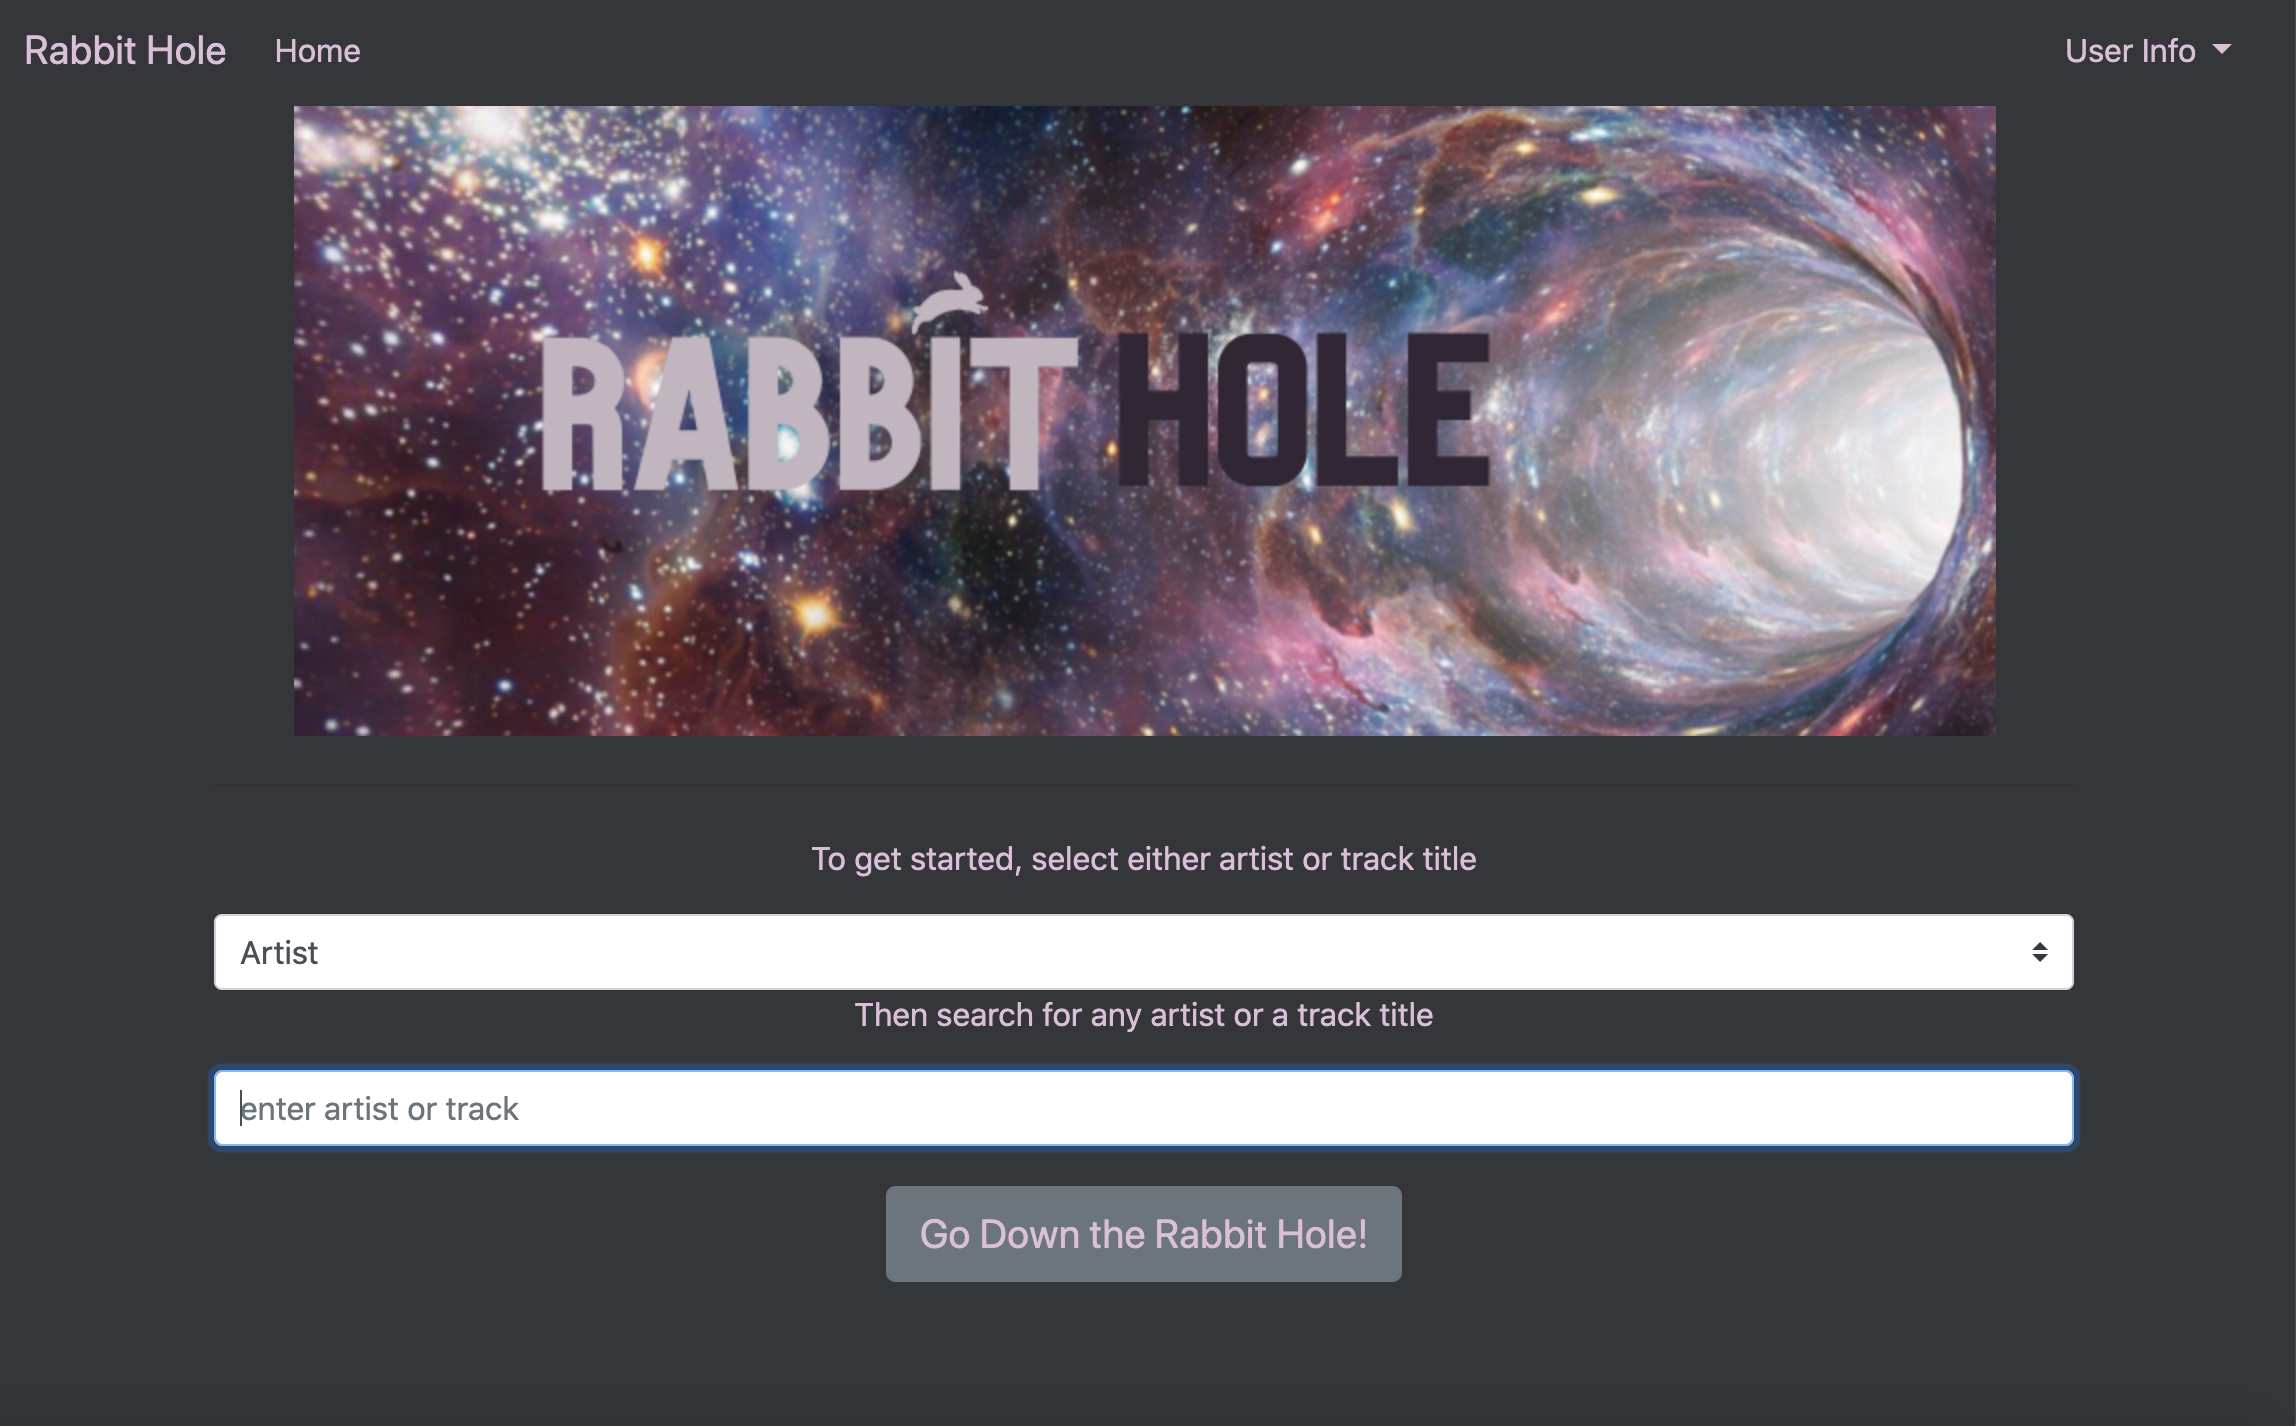 Rabbit Hole Home User Info
RABBIT HOLE
To get started, select either artist or track title
Artist
Then search for any artist or a track title
enter artist or track
Go Down the Rabbit Hole!